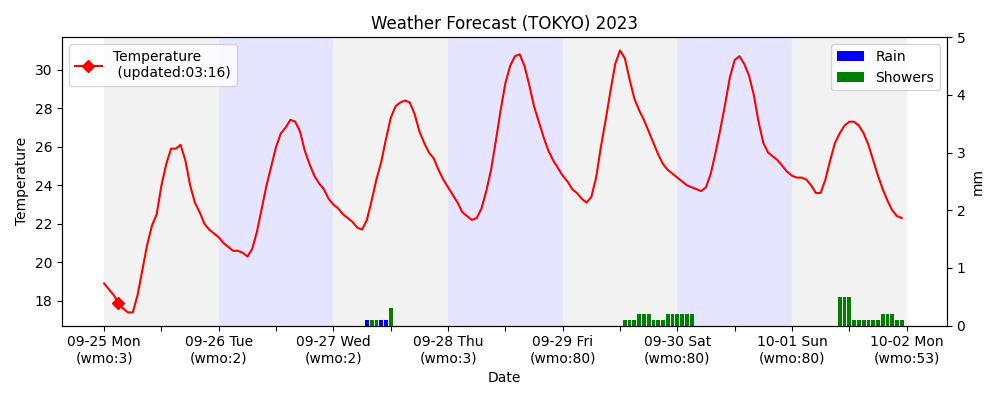 Weather Forecast (TOKYO) 2023
Temperature
(updated:03:16)
Rain
Showers
30
28
26
24
22
20
18
Temperature
5
4
3
2
1
0
mm
09-25 Mon 09-26 Tue 09-27 Wed 09-28 Thu 09-29 Fri 09-30 Sat 10-01 Sun 10-02 Mon
(wmo:3) (wmo:2) (wmo:2) (wmo:3) (wmo:80) (wmo:80) (wmo:80) (wmo:53)
Date